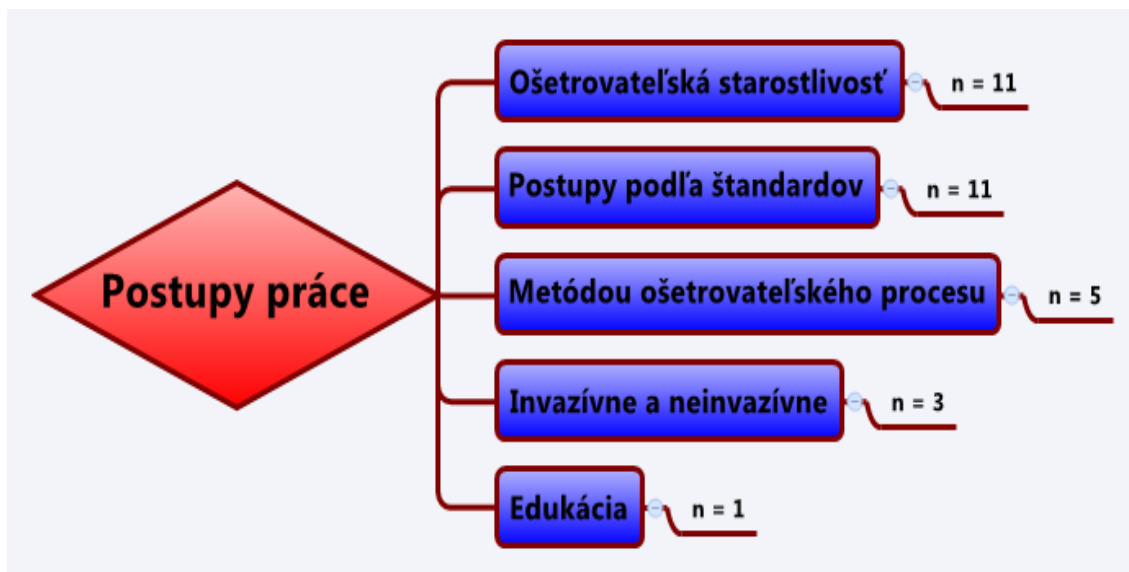 Postupy práce
Ošetrovateľská starostlivosť
n = 11
Postupy podľa štandardov
n = 11
Metódou ošetrovateľského procesu
n = 5
Invazívne a neinvazívne
n = 3
Edukácia
n = 1